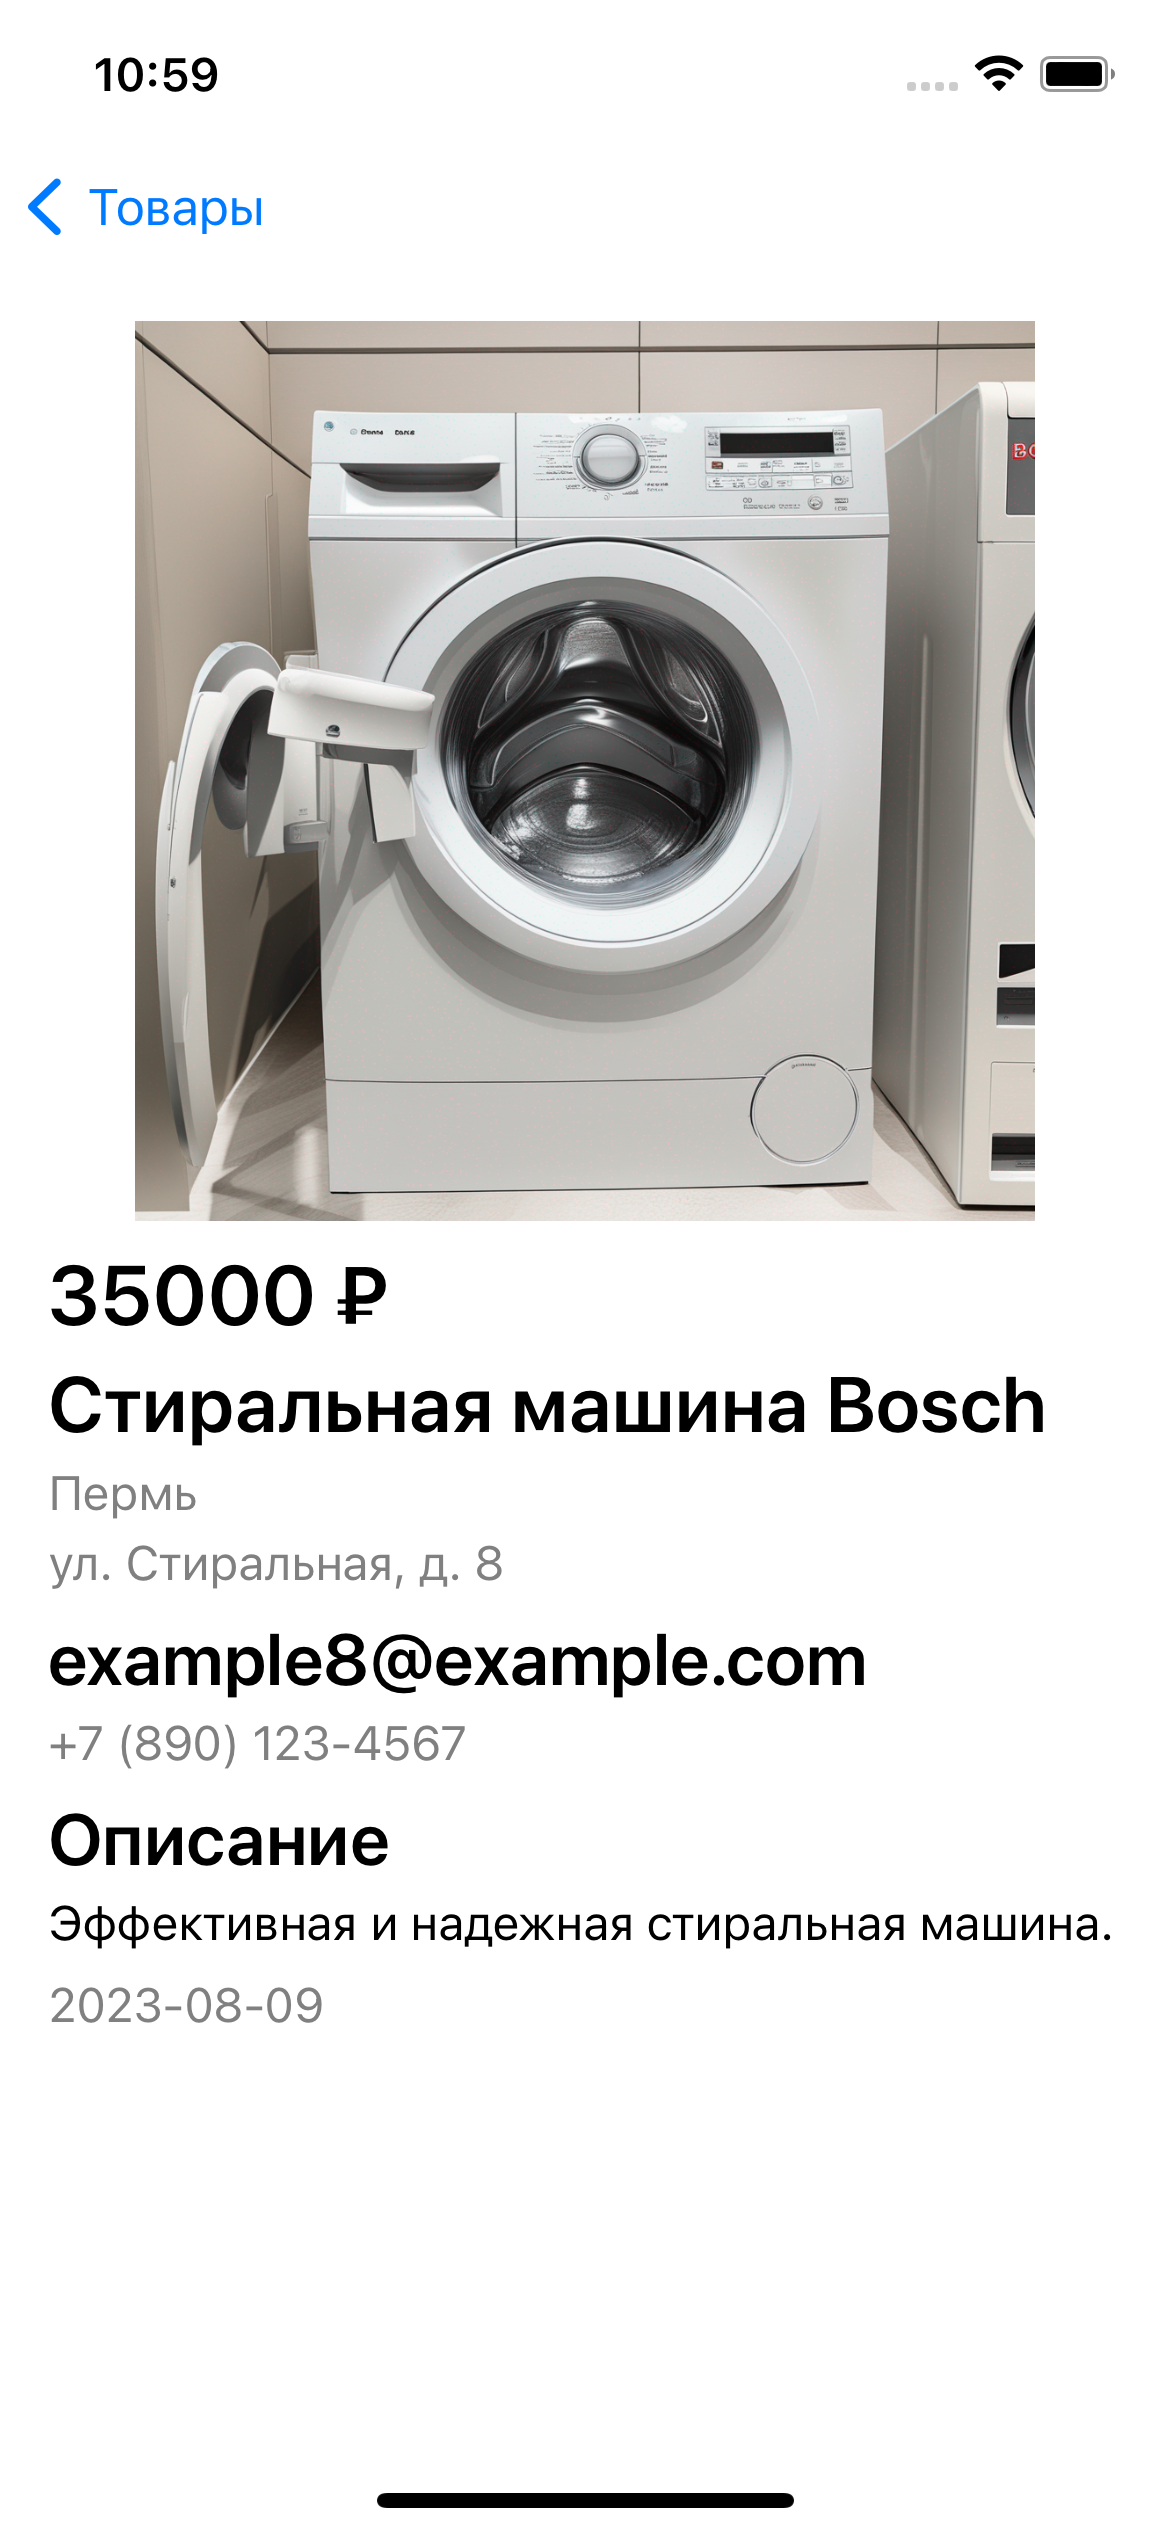 10:59
Товары
35000 ₽
Стиральная машина Bosch
Пермь
ул. Стиральная, д. 8
example8@example.com
+7 (890) 123-4567
Описание
Эффективная и надежная стиральная машина.
2023-08-09